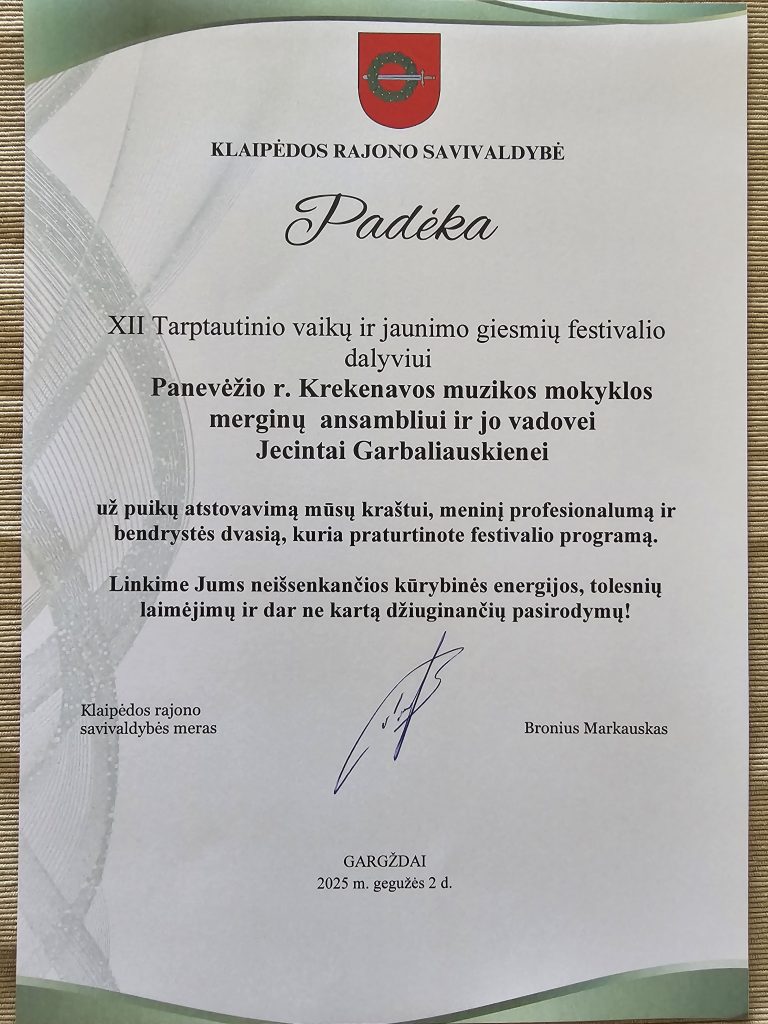 KLAIPĖDOS RAJONO SAVIVALDYBĖ
Padėka
XII Tarptautinio vaikų ir jaunimo giesmių festivalio
dalyviui
Panevėžio r. Krekenavos muzikos mokyklos
merginų ansambliui ir jo vadovei
Jecintai Garbaliauskienei
už puikų atstovavimą mūsų kraštui, meninį profesionalumą ir
bendrystės dvasią, kuria praturtinote festivalio programą.
Linkime Jums neišsenkančios kūrybinės energijos, tolesnių
laimėjimų ir dar ne kartą džiuginančių pasirodymų!
Klaipėdos rajono
savivaldybės meras
Bronius Markauskas
GARGŽDAI
2025 m. gegužės 2 d.